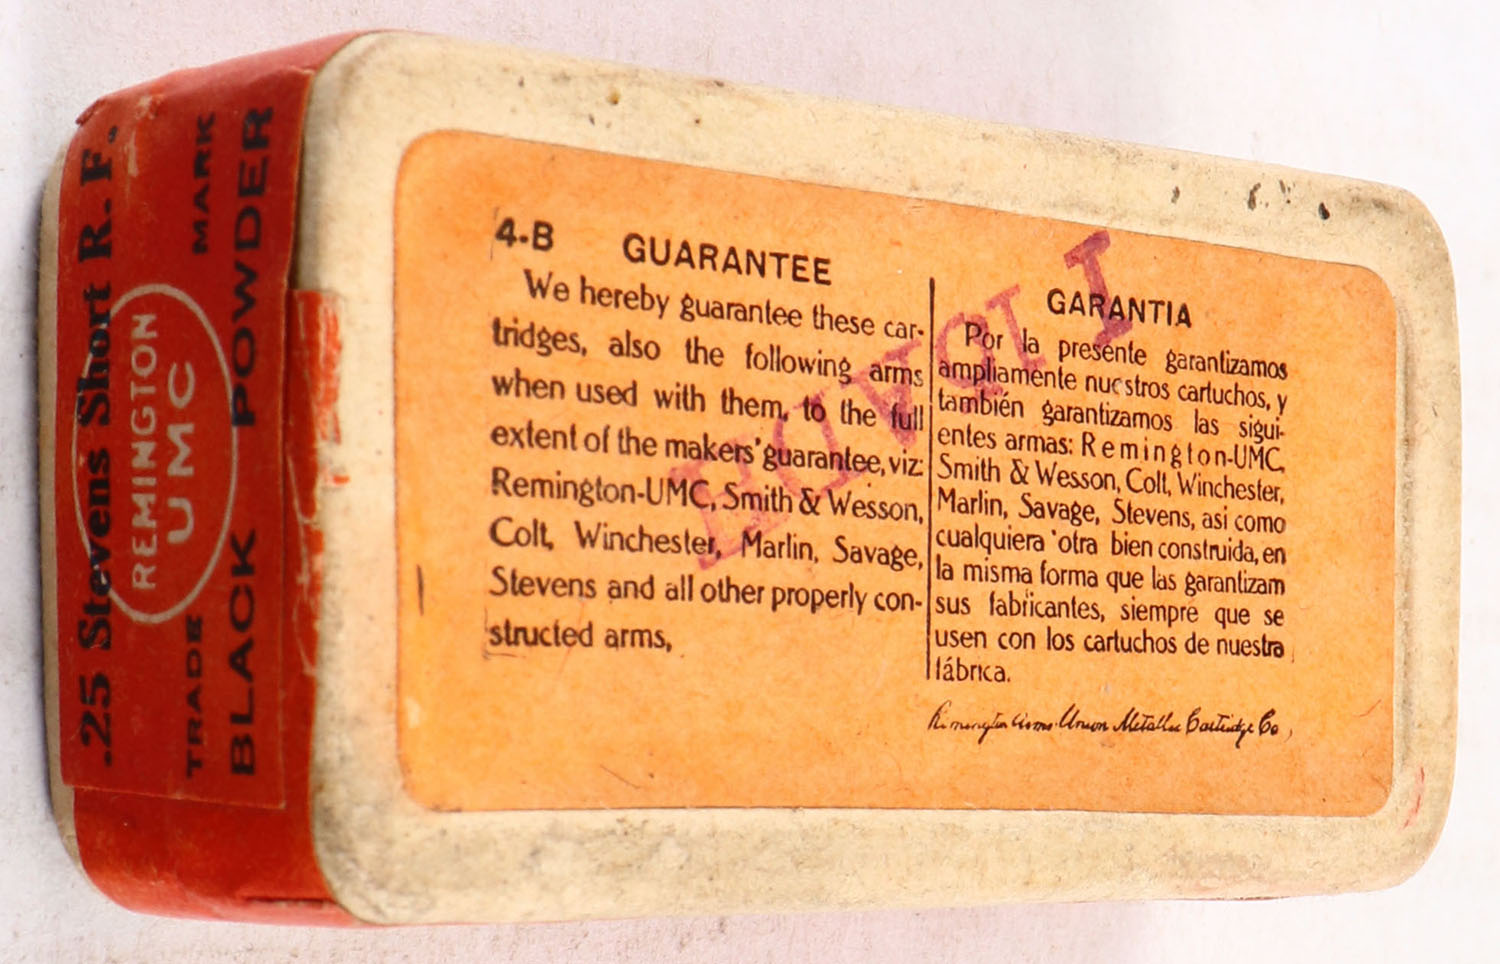 .25 Stevens Short R. F.
REMINGTON
UMC
TRADE MARK
BLACK POWDER
4-B GUARANTEE
We hereby guarantee these car-
tridges, also the following arms
when used with them, to the full
extent of the makers' guarantee, viz:
Remington-UMC, Smith & Wesson,
Colt, Winchester, Marlin, Savage,
Stevens and all other properly con-
structed arms,
GARANTIA
Por la presente garantizamos
ampliamente nuestros cartuchos, y
también garantizamos las sigui-
entes armas: Remington-UMC,
Smith & Wesson, Colt, Winchester,
Marlin, Savage, Stevens, asi como
cualquiera otra bien construida, en
la misma forma que las garantizam
sus fabricantes, siempre que se
usen con los cartuchos de nuestra
fábrica.
Remington Arms-Union Metallic Cartridge Co,